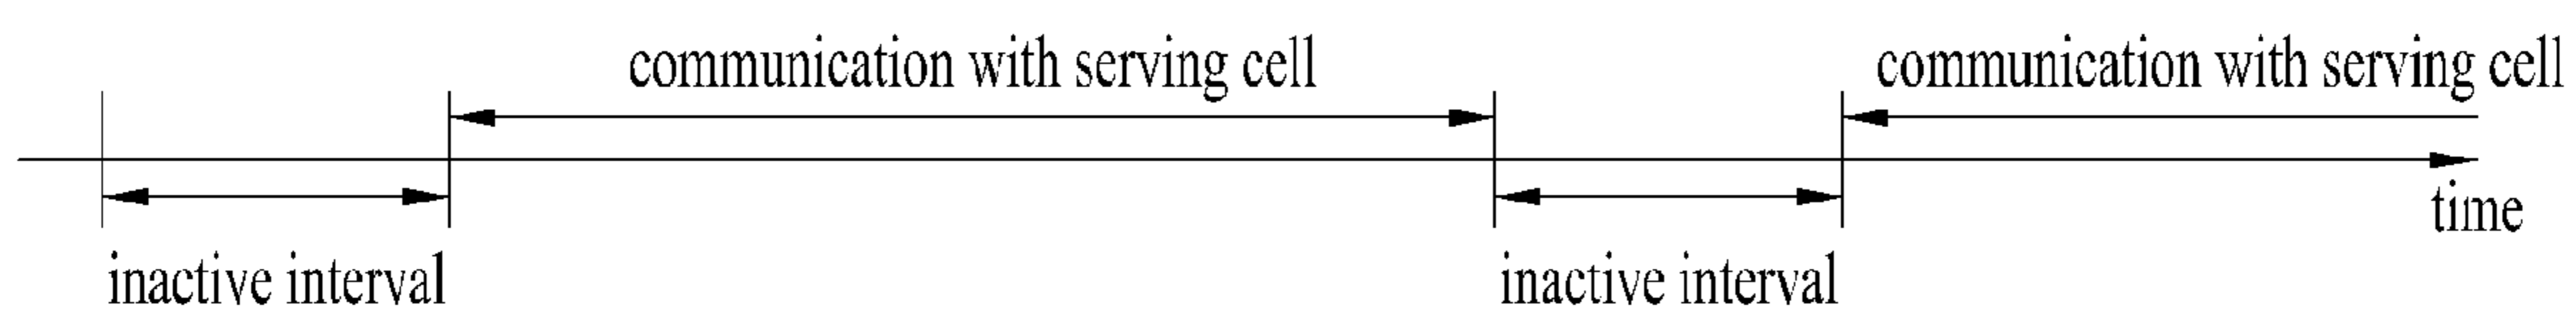 communication with serving cell
communication with serving cell
time
inactive interval
inactive interval